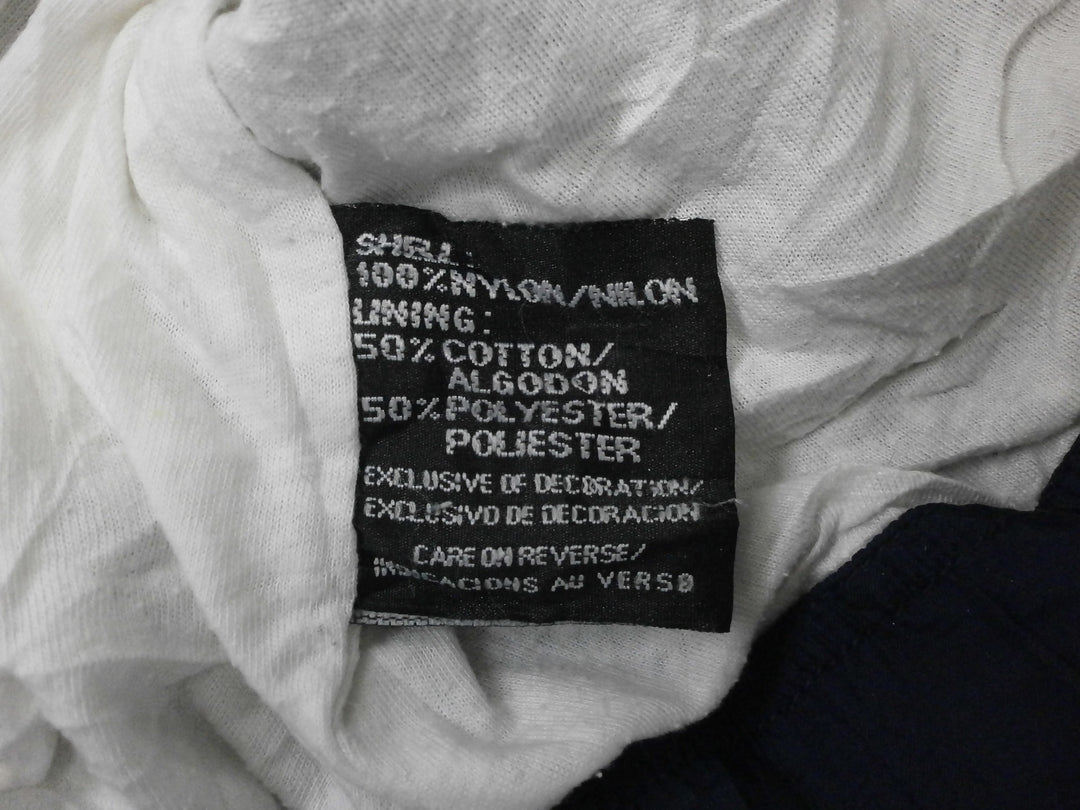 SHELL:
100%NYLON/NILON
LINING:
50%COTTON/
ALGODON
50%POLYESTER/
POLIESTER
EXCLUSIVE OF DECORATION/
EXCLUSIVO DE DECORACION
CARE ON REVERSE/
INDICACIONS AU VERSO